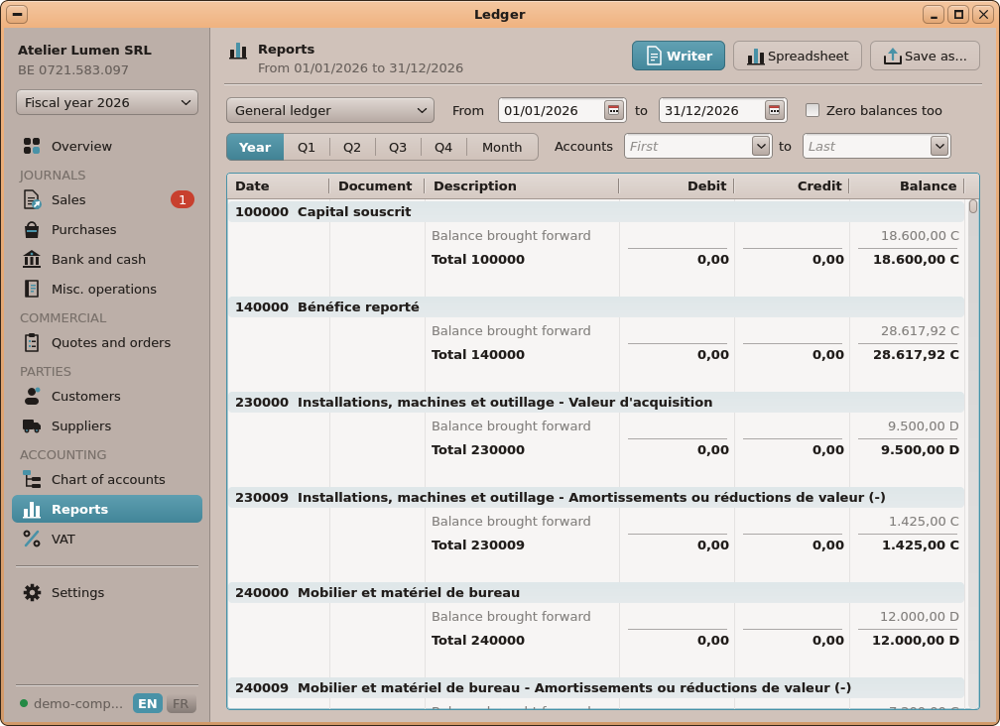 Ledger
Atelier Lumen SRL
BE 0721.583.097
Fiscal year 2026
Overview
JOURNALS
Sales 1
Purchases
Bank and cash
Misc. operations
COMMERCIAL
Quotes and orders
PARTIES
Customers
Suppliers
ACCOUNTING
Chart of accounts
Reports
VAT
Settings
demo-comp... EN FR
Reports
From 01/01/2026 to 31/12/2026
Writer Spreadsheet Save as...
General ledger From 01/01/2026 to 31/12/2026 Zero balances too
Year Q1 Q2 Q3 Q4 Month Accounts First to Last
Date Document Description Debit Credit Balance
100000 Capital souscrit
Balance brought forward 18.600,00 C
Total 100000 0,00 0,00 18.600,00 C
140000 Bénéfice reporté
Balance brought forward 28.617,92 C
Total 140000 0,00 0,00 28.617,92 C
230000 Installations, machines et outillage - Valeur d'acquisition
Balance brought forward 9.500,00 D
Total 230000 0,00 0,00 9.500,00 D
230009 Installations, machines et outillage - Amortissements ou réductions de valeur (-)
Balance brought forward 1.425,00 C
Total 230009 0,00 0,00 1.425,00 C
240000 Mobilier et matériel de bureau
Balance brought forward 12.000,00 D
Total 240000 0,00 0,00 12.000,00 D
240009 Mobilier et matériel de bureau - Amortissements ou réductions de valeur (-)